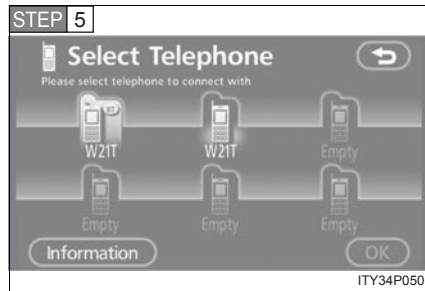 STEP 5
Select Telephone
Please select telephone to connect with
BT
W21T W21T Empty
Empty Empty Empty
Information OK
ITY34P050